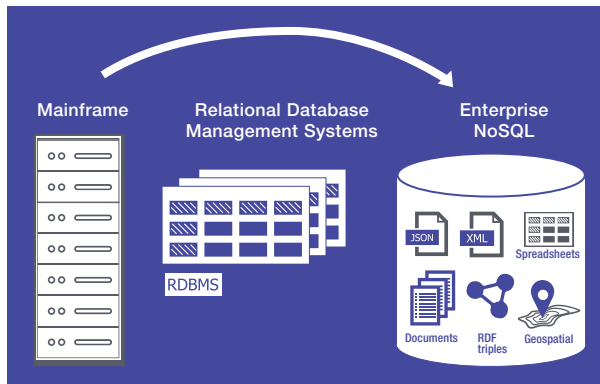 Mainframe
Relational Database
Management Systems
Enterprise
NoSQL
RDBMS
JSON
XML
Spreadsheets
Documents
RDF
triples
Geospatial